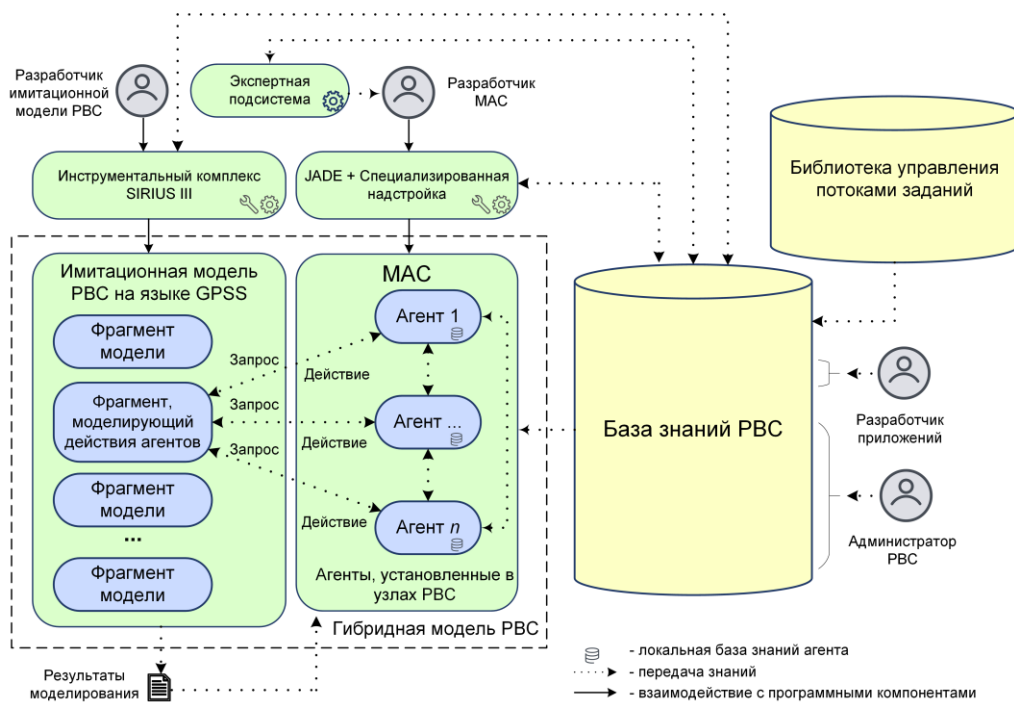 Разработчик
имитационной
модели РВС
Экспертная
подсистема
Разработчик
МАС
Инструментальный комплекс
SIRIUS III
JADE + Специализированная
надстройка
Библиотека управления
потоками заданий
Имитационная модель
РВС на языке GPSS
МАС
Фрагмент
модели
Агент 1
Запрос
Действие
Фрагмент,
моделирующий
действия агентов
Запрос
Действие
Агент ...
Запрос
Фрагмент
модели
Действие
Агент n
...
Фрагмент
модели
Агенты, установленные в
узлах РВС
Гибридная модель РВС
База знаний РВС
Разработчик
приложений
Администратор
РВС
Результаты
моделирования
- локальная база знаний агента
- передача знаний
- взаимодействие с программными компонентами